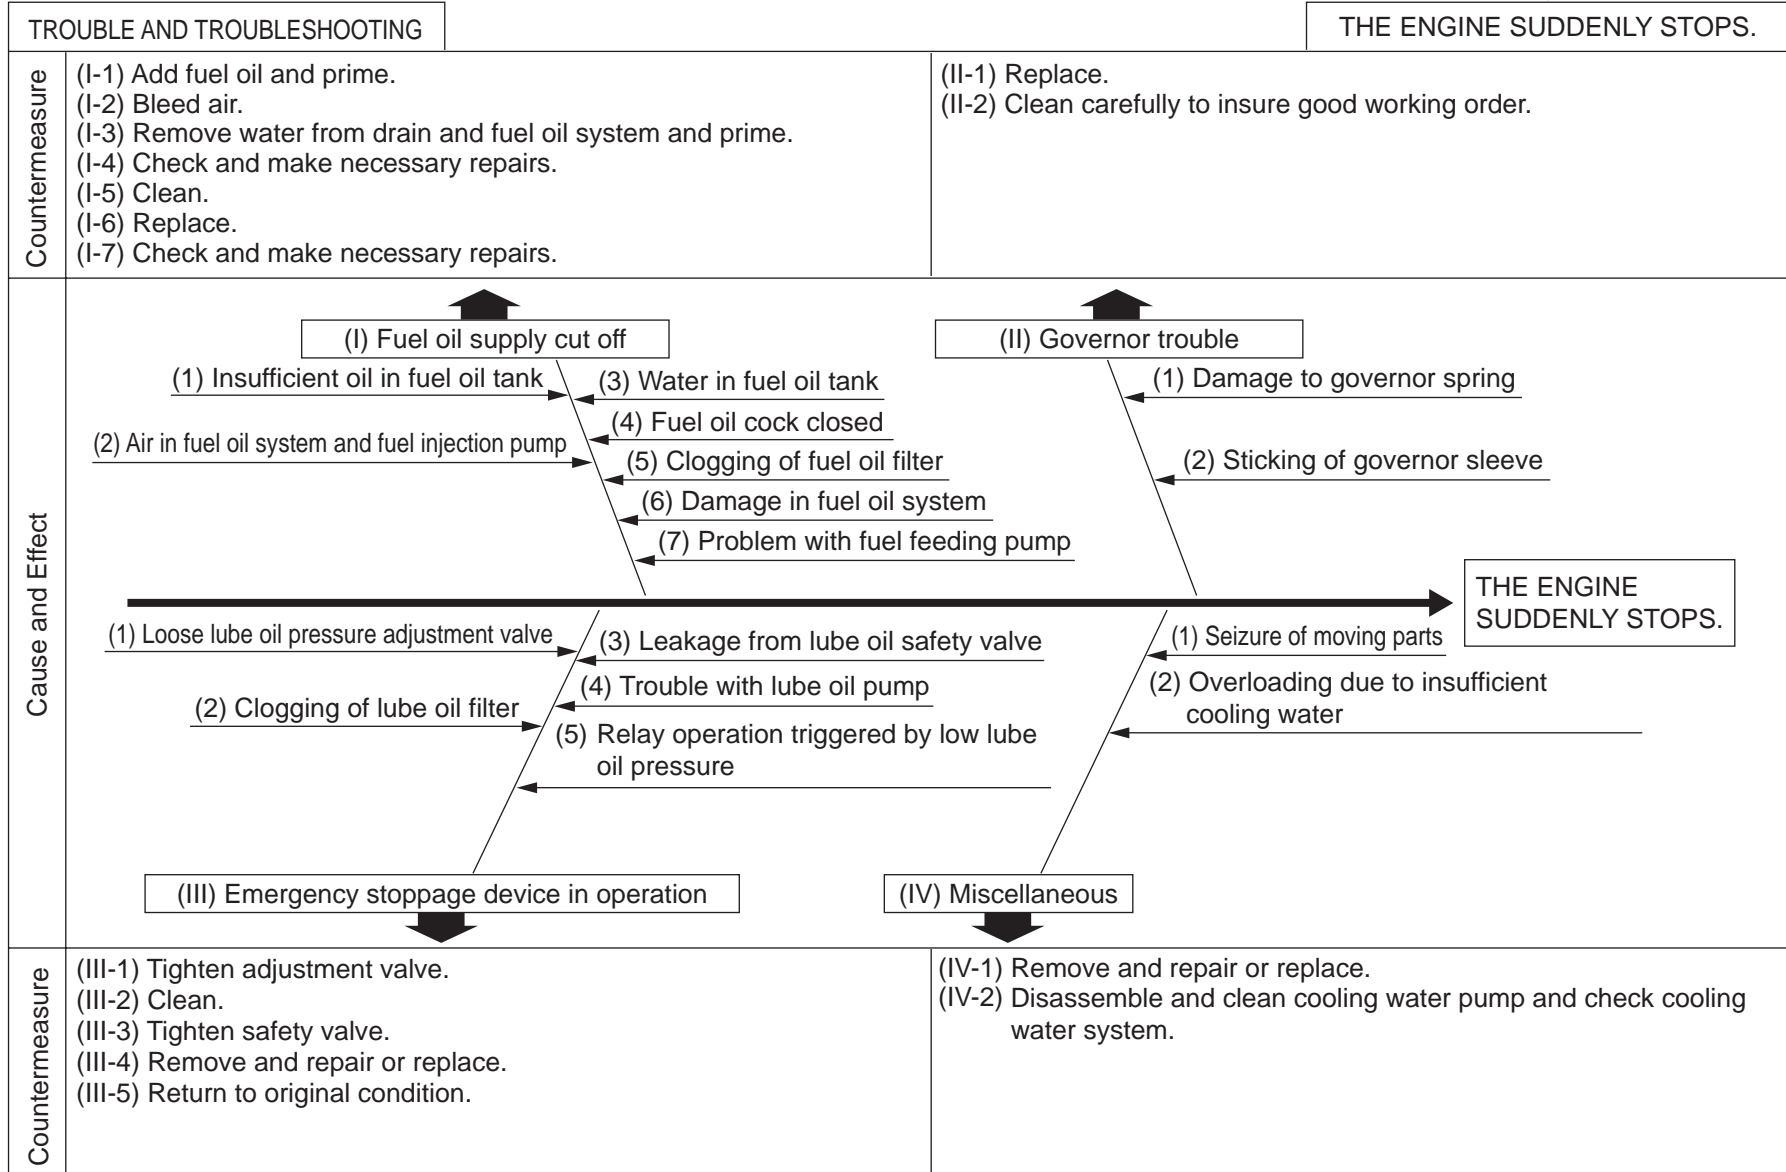 TROUBLE AND TROUBLESHOOTING
THE ENGINE SUDDENLY STOPS.
Countermeasure
(I-1) Add fuel oil and prime.
(I-2) Bleed air.
(I-3) Remove water from drain and fuel oil system and prime.
(I-4) Check and make necessary repairs.
(I-5) Clean.
(I-6) Replace.
(I-7) Check and make necessary repairs.
(II-1) Replace.
(II-2) Clean carefully to insure good working order.
Cause and Effect
(I) Fuel oil supply cut off
(1) Insufficient oil in fuel oil tank
(2) Air in fuel oil system and fuel injection pump
(3) Water in fuel oil tank
(4) Fuel oil cock closed
(5) Clogging of fuel oil filter
(6) Damage in fuel oil system
(7) Problem with fuel feeding pump
(II) Governor trouble
(1) Damage to governor spring
(2) Sticking of governor sleeve
THE ENGINE
SUDDENLY STOPS.
(1) Loose lube oil pressure adjustment valve
(2) Clogging of lube oil filter
(3) Leakage from lube oil safety valve
(4) Trouble with lube oil pump
(5) Relay operation triggered by low lube
oil pressure
(III) Emergency stoppage device in operation
(1) Seizure of moving parts
(2) Overloading due to insufficient
cooling water
(IV) Miscellaneous
Countermeasure
(III-1) Tighten adjustment valve.
(III-2) Clean.
(III-3) Tighten safety valve.
(III-4) Remove and repair or replace.
(III-5) Return to original condition.
(IV-1) Remove and repair or replace.
(IV-2) Disassemble and clean cooling water pump and check cooling
water system.